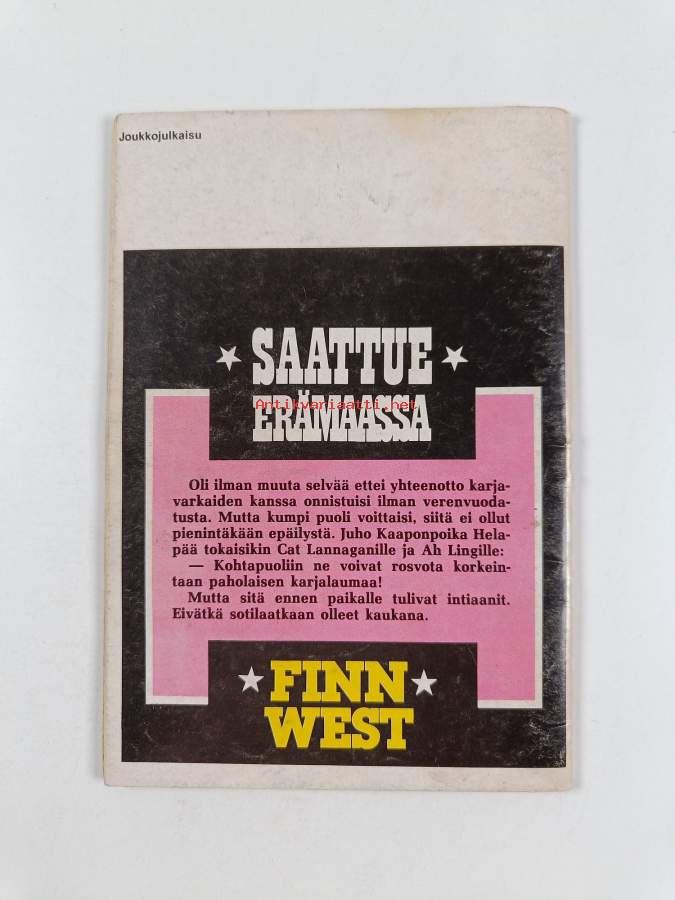 Joukkojulkaisu
SAATTUE
Antikvariaatti.net
ERÄMAASSA
Oli ilman muuta selvää ettei yhteenotto karja-
varkaiden kanssa onnistuisi ilman verenvuoda-
tusta. Mutta kumpi puoli voittaisi, siitä ei ollut
pienintäkään epäilystä. Juho Kaaponpoika Hela-
pää tokaisikin Cat Lannaganille ja Ah Lingille:
— Kohtapuoliin ne voivat rosvota korkein-
taan paholaisen karjalaumaa!
Mutta sitä ennen paikalle tulivat intiaanit.
Eivätkä sotilaatkaan olleet kaukana.
FINN
WEST